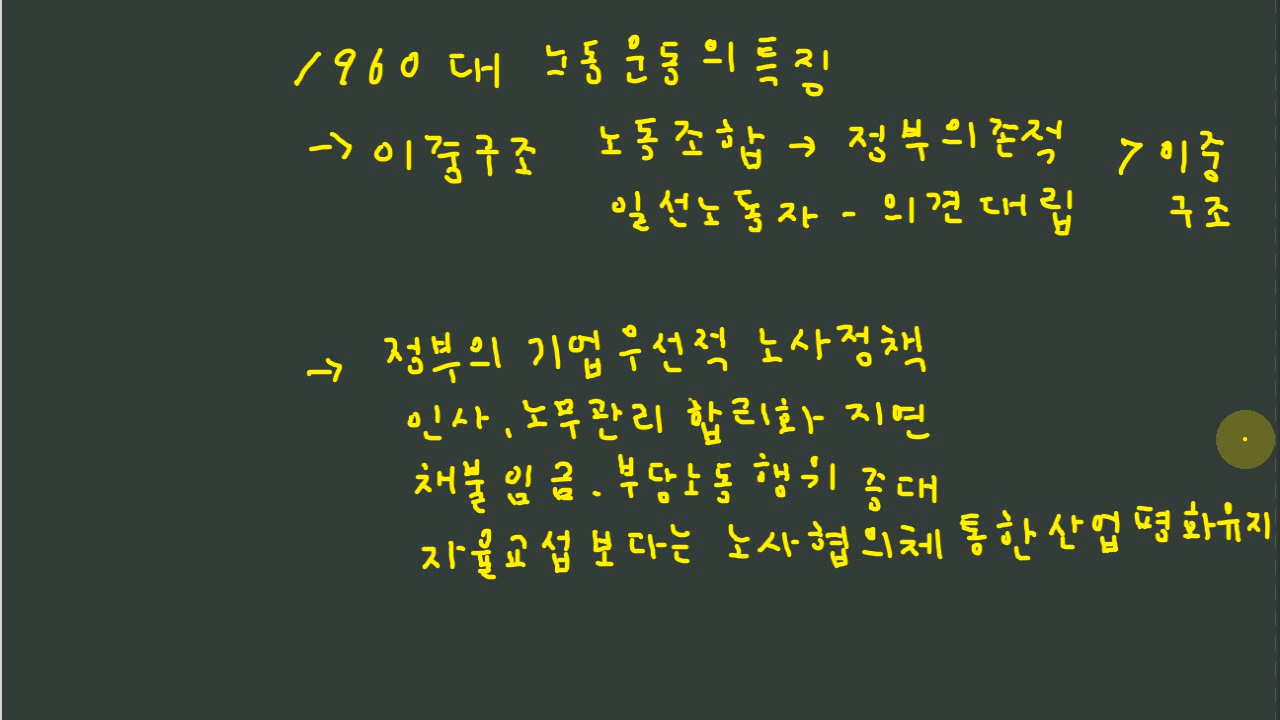 1960대 노동운동의특징
→ 이중구조 노동조합 → 정부의존적 > 이중
일선노동자 - 의견대립 구조
→ 정부의 기업우선적 노사정책
인사, 노무관리 합리화 지연
채불임금. 부당노동행위 증대
자율교섭보다는 노사협의체 통한 산업평화유지